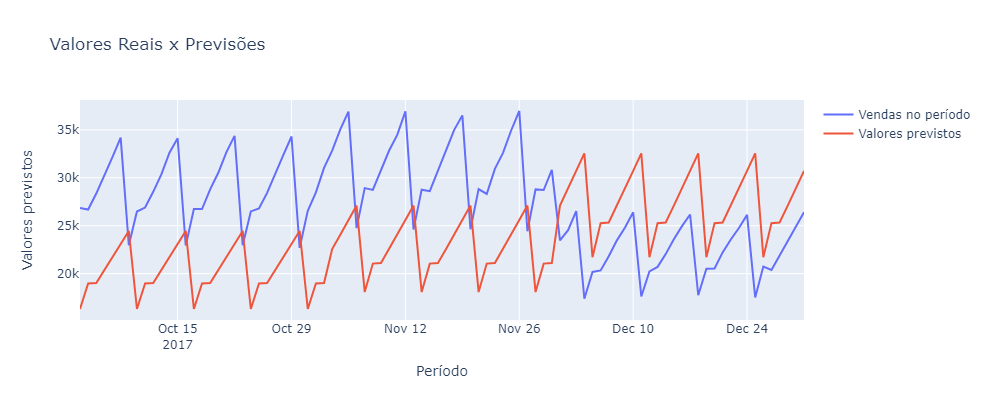 Valores Reais x Previsões
Valores previstos
35k
30k
25k
20k
Oct 15
2017
Oct 29
Nov 12
Nov 26
Dec 10
Dec 24
Período
Vendas no período
Valores previstos